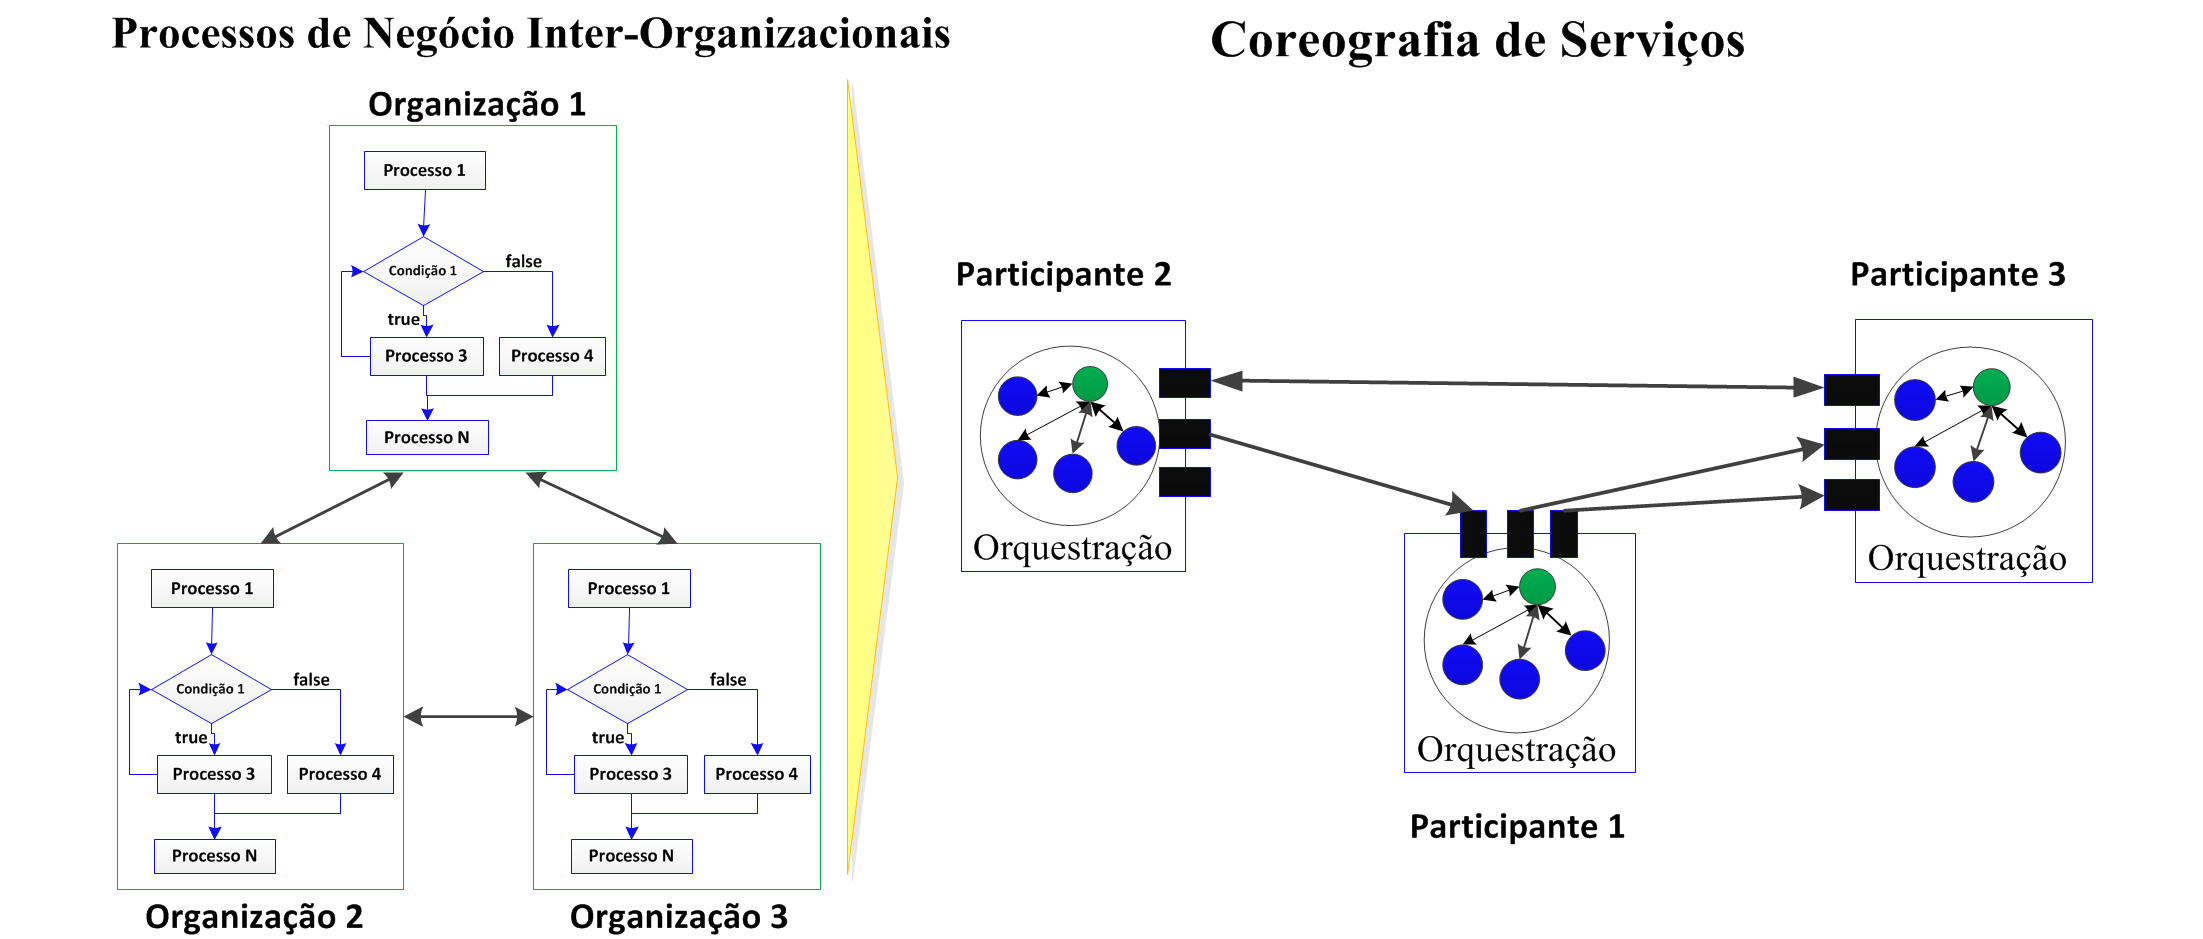 Processos de Negócio Inter-Organizacionais
Organização 1
Processo 1
Condição 1
false
true
Processo 3
Processo 4
Processo N
Processo 1
Condição 1
false
true
Processo 3
Processo 4
Processo N
Organização 2
Processo 1
Condição 1
false
true
Processo 3
Processo 4
Processo N
Organização 3
Coreografia de Serviços
Participante 2
Orquestração
Participante 3
Orquestração
Orquestração
Participante 1